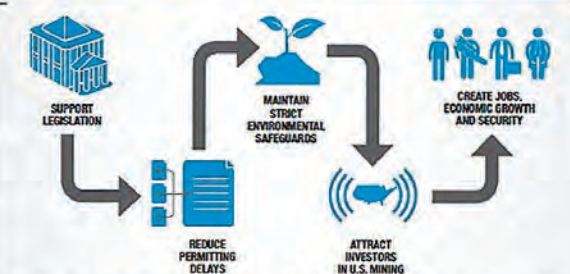 SUPPORT
LEGISLATION
REDUCE
PERMITTING
DELAYS
MAINTAIN
STRICT
ENVIRONMENTAL
SAFEGUARDS
ATTRACT
INVESTORS
IN U.S. MINING
CREATE JOBS,
ECONOMIC GROWTH
AND SECURITY